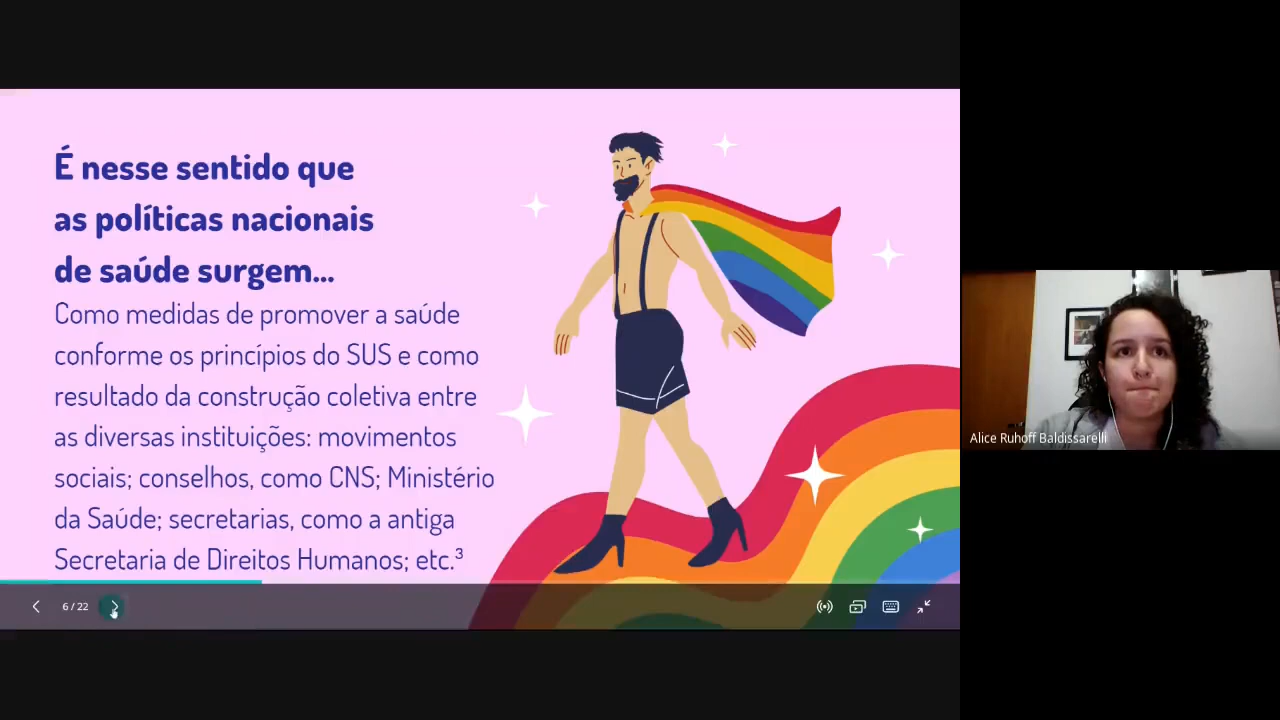 É nesse sentido que
as políticas nacionais
de saúde surgem...
Como medidas de promover a saúde
conforme os princípios do SUS e como
resultado da construção coletiva entre
as diversas instituições: movimentos
sociais; conselhos, como CNS; Ministério
da Saúde; secretarias, como a antiga
Secretaria de Direitos Humanos; etc.³
6 / 22
Alice Ruhoff Baldissarelli